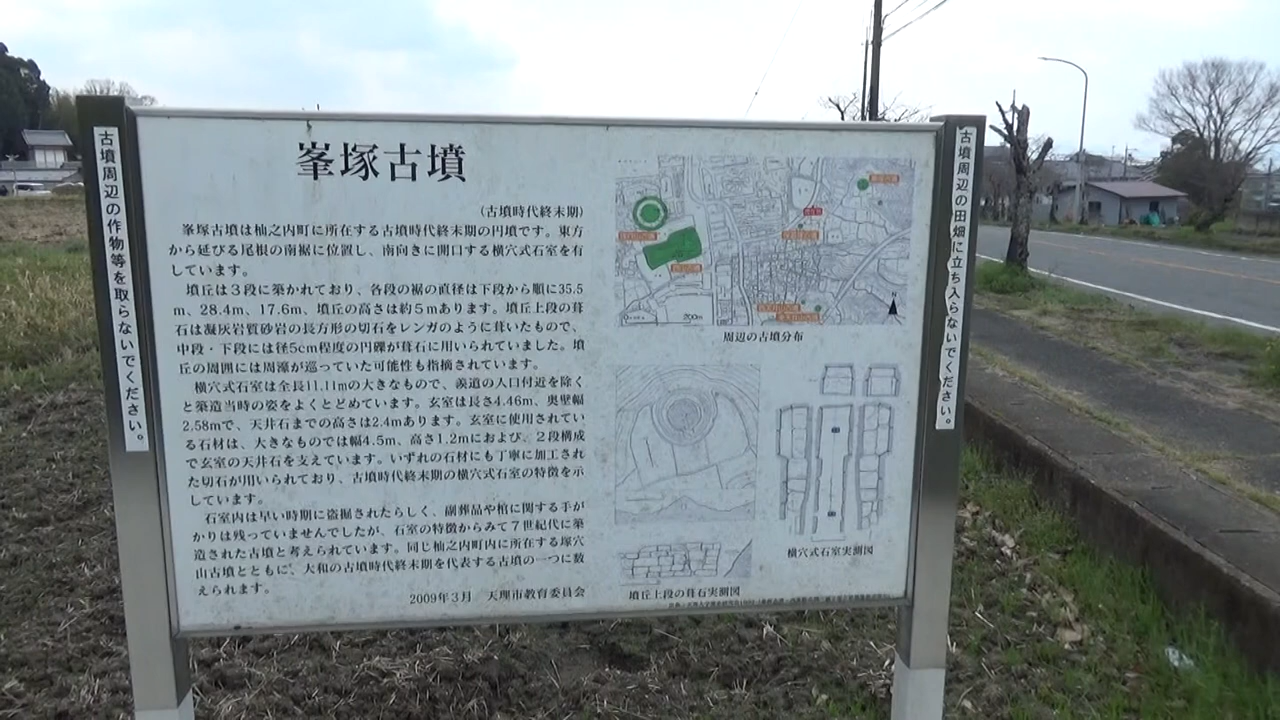 峯塚古墳
(古墳時代終末期)
峯塚古墳は杣之内町に所在する古墳時代終末期の円墳です。東方
から延びる尾根の南裾に位置し、南向きに開口する横穴式石室を有
しています。
墳丘は3段に築かれており、各段の裾の直径は下段から順に35.5
m、28.4m、17.6m、墳丘の高さは約5mあります。墳丘上段の葺
石は凝灰岩質砂岩の長方形の切石をレンガのように葺いたもので、
中段・下段には径5cm程度の円礫が葺石に用いられていました。墳
丘の周囲には周濠が巡っていた可能性も指摘されています。
横穴式石室は全長11.11mの大きなもので、羨道の入口付近を除く
と築造当時の姿をよくとどめています。玄室は長さ4.46m、奥壁幅
2.58mで、天井石までの高さは2.4mあります。玄室に使用されてい
る石材は、大きなものでは幅4.5m、高さ1.2mにおよび、2段構成
で玄室の天井石を支えています。いずれの石材にも丁寧に加工され
た切石が用いられており、古墳時代終末期の横穴式石室の特徴を示
しています。
石室内は早い時期に盗掘されたらしく、副葬品や棺に関する手が
かりは残っていませんでしたが、石室の特徴からみて7世紀代に築
造された古墳と考えられています。同じ杣之内町内に所在する塚穴
山古墳とともに、大和の古墳時代終末期を代表する古墳の一つに数
えられます。
2009年3月 天理市教育委員会
200m
N
周辺の古墳分布
墳丘上段の葺石実測図
横穴式石室実測図
古墳周辺の作物等を取らないでください。
古墳周辺の田畑に立ち入らないでください。